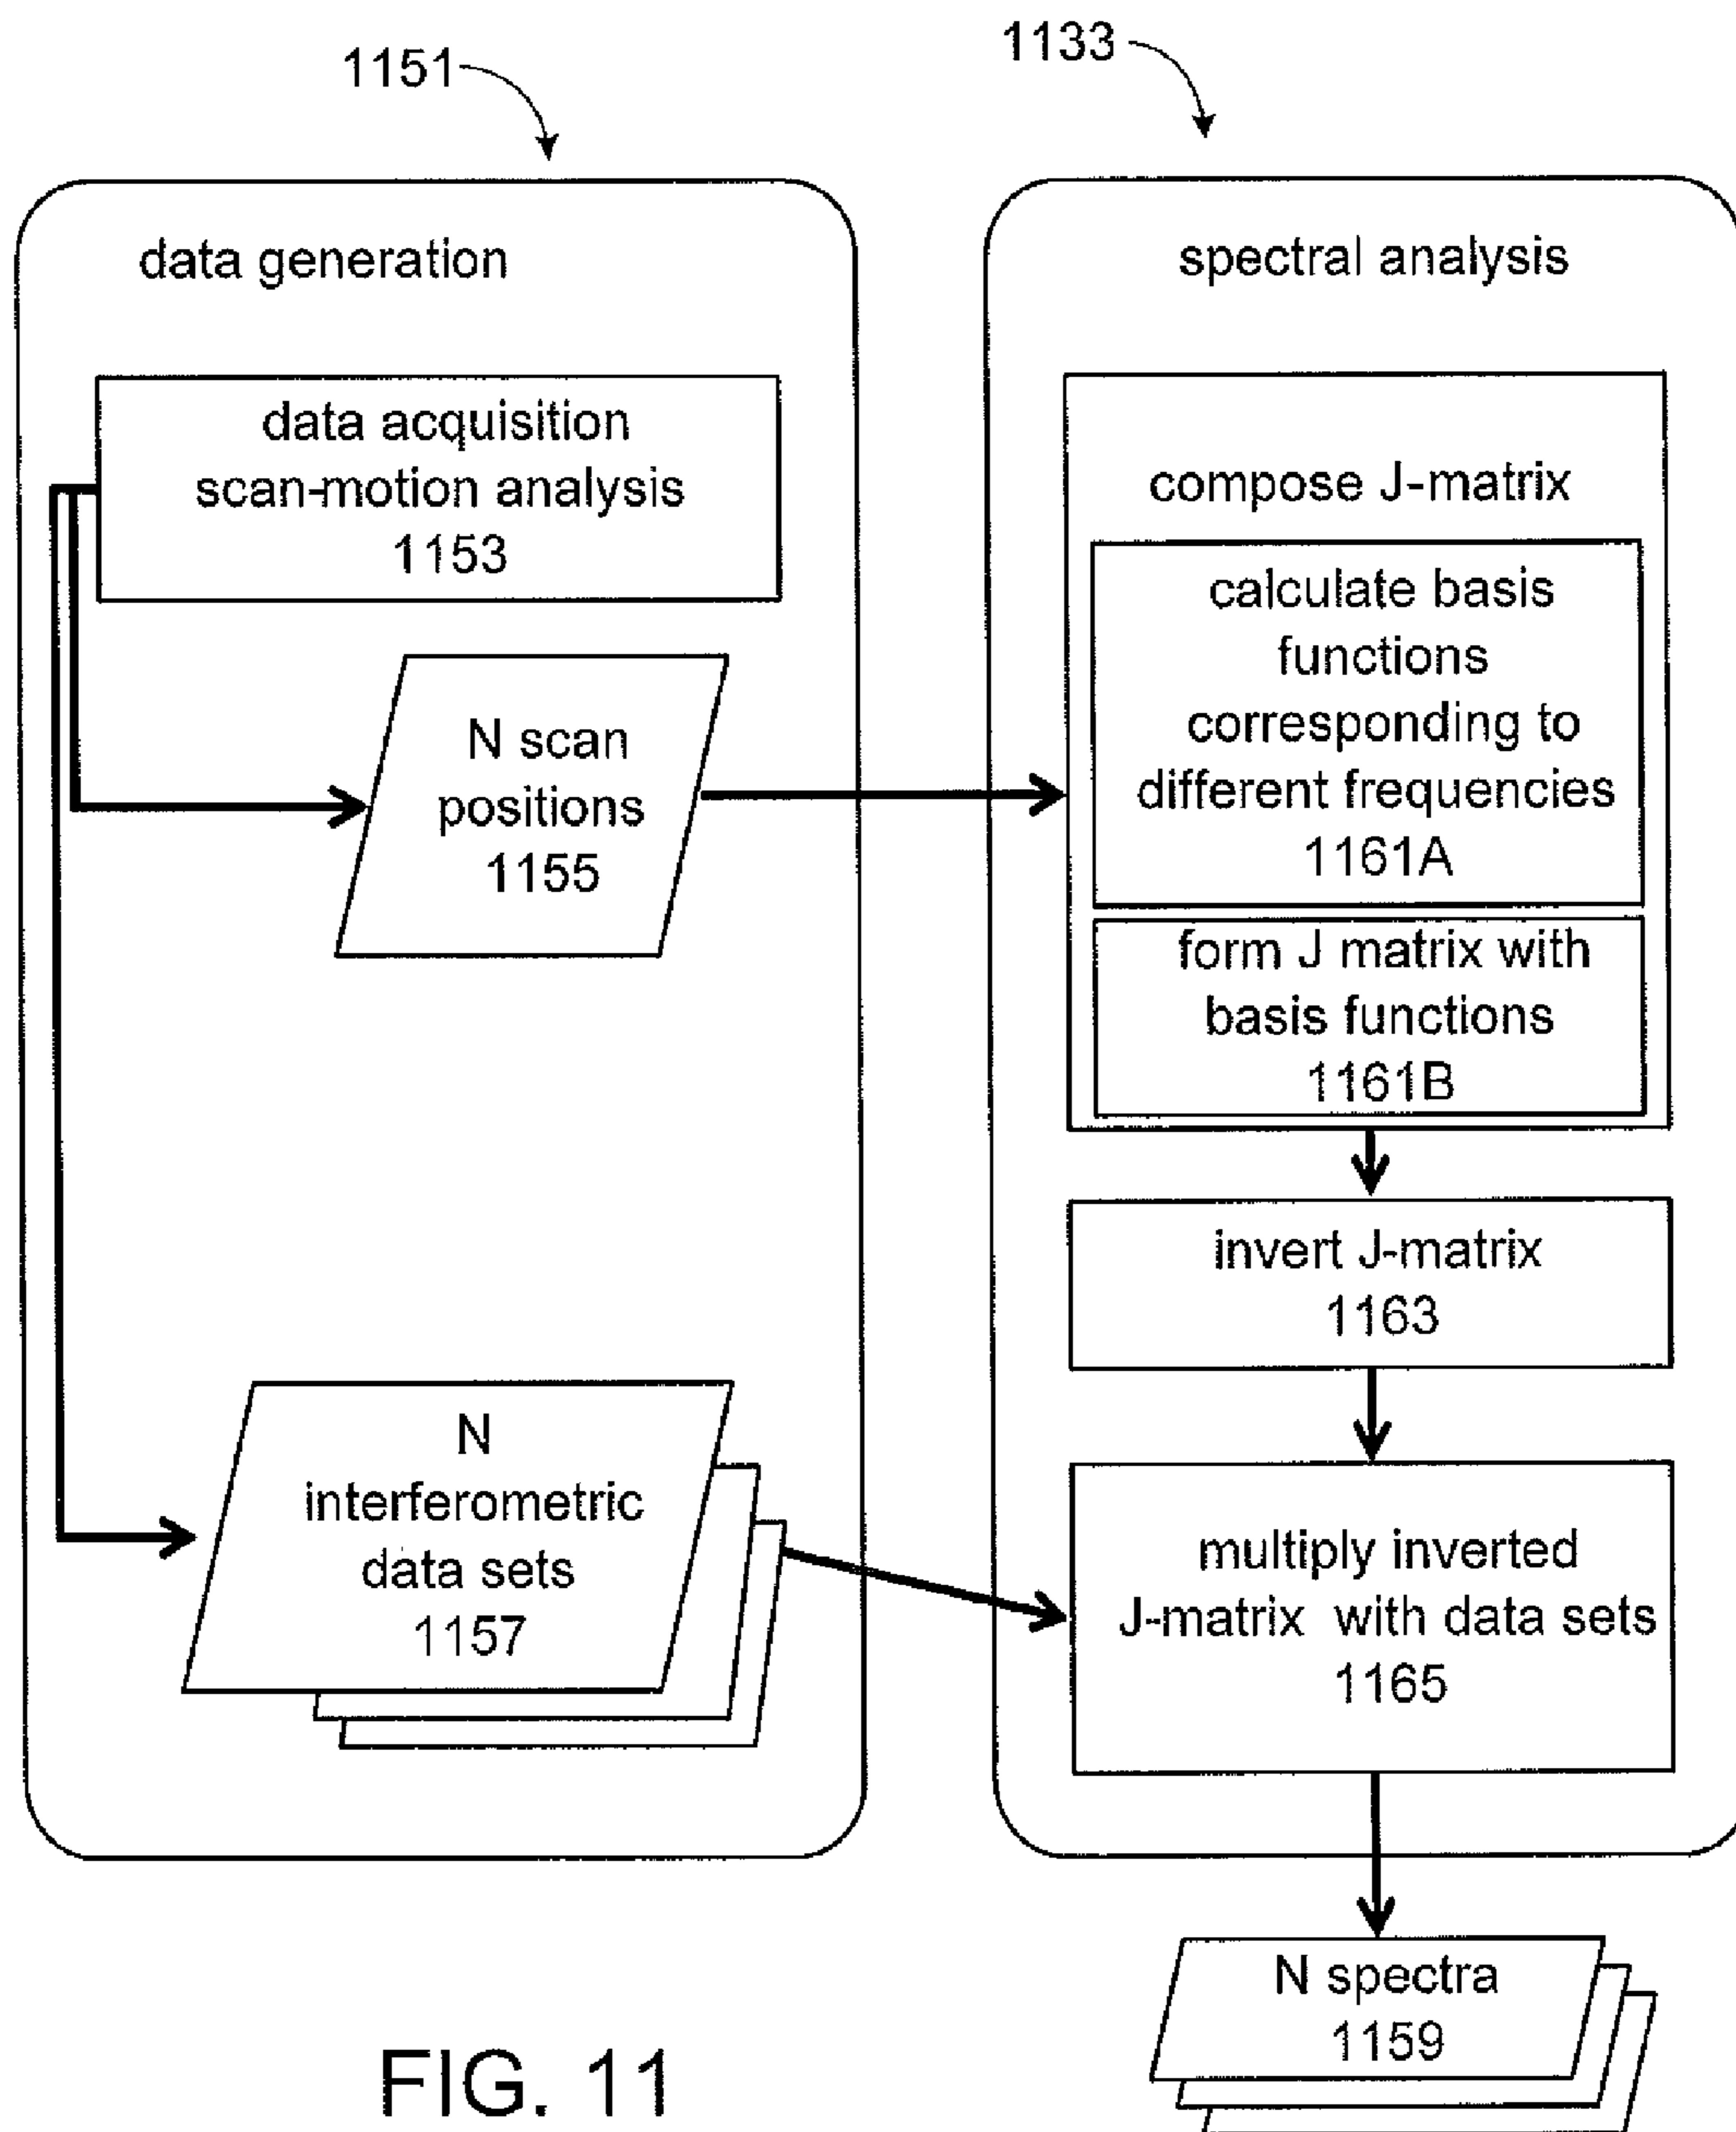 1151
1133
data generation
data acquisition
scan-motion analysis
1153
N scan
positions
1155
N
interferometric
data sets
1157
spectral analysis
compose J-matrix
calculate basis
functions
corresponding to
different frequencies
1161A
form J matrix with
basis functions
1161B
invert J-matrix
1163
multiply inverted
J-matrix with data sets
1165
N spectra
1159
FIG. 11